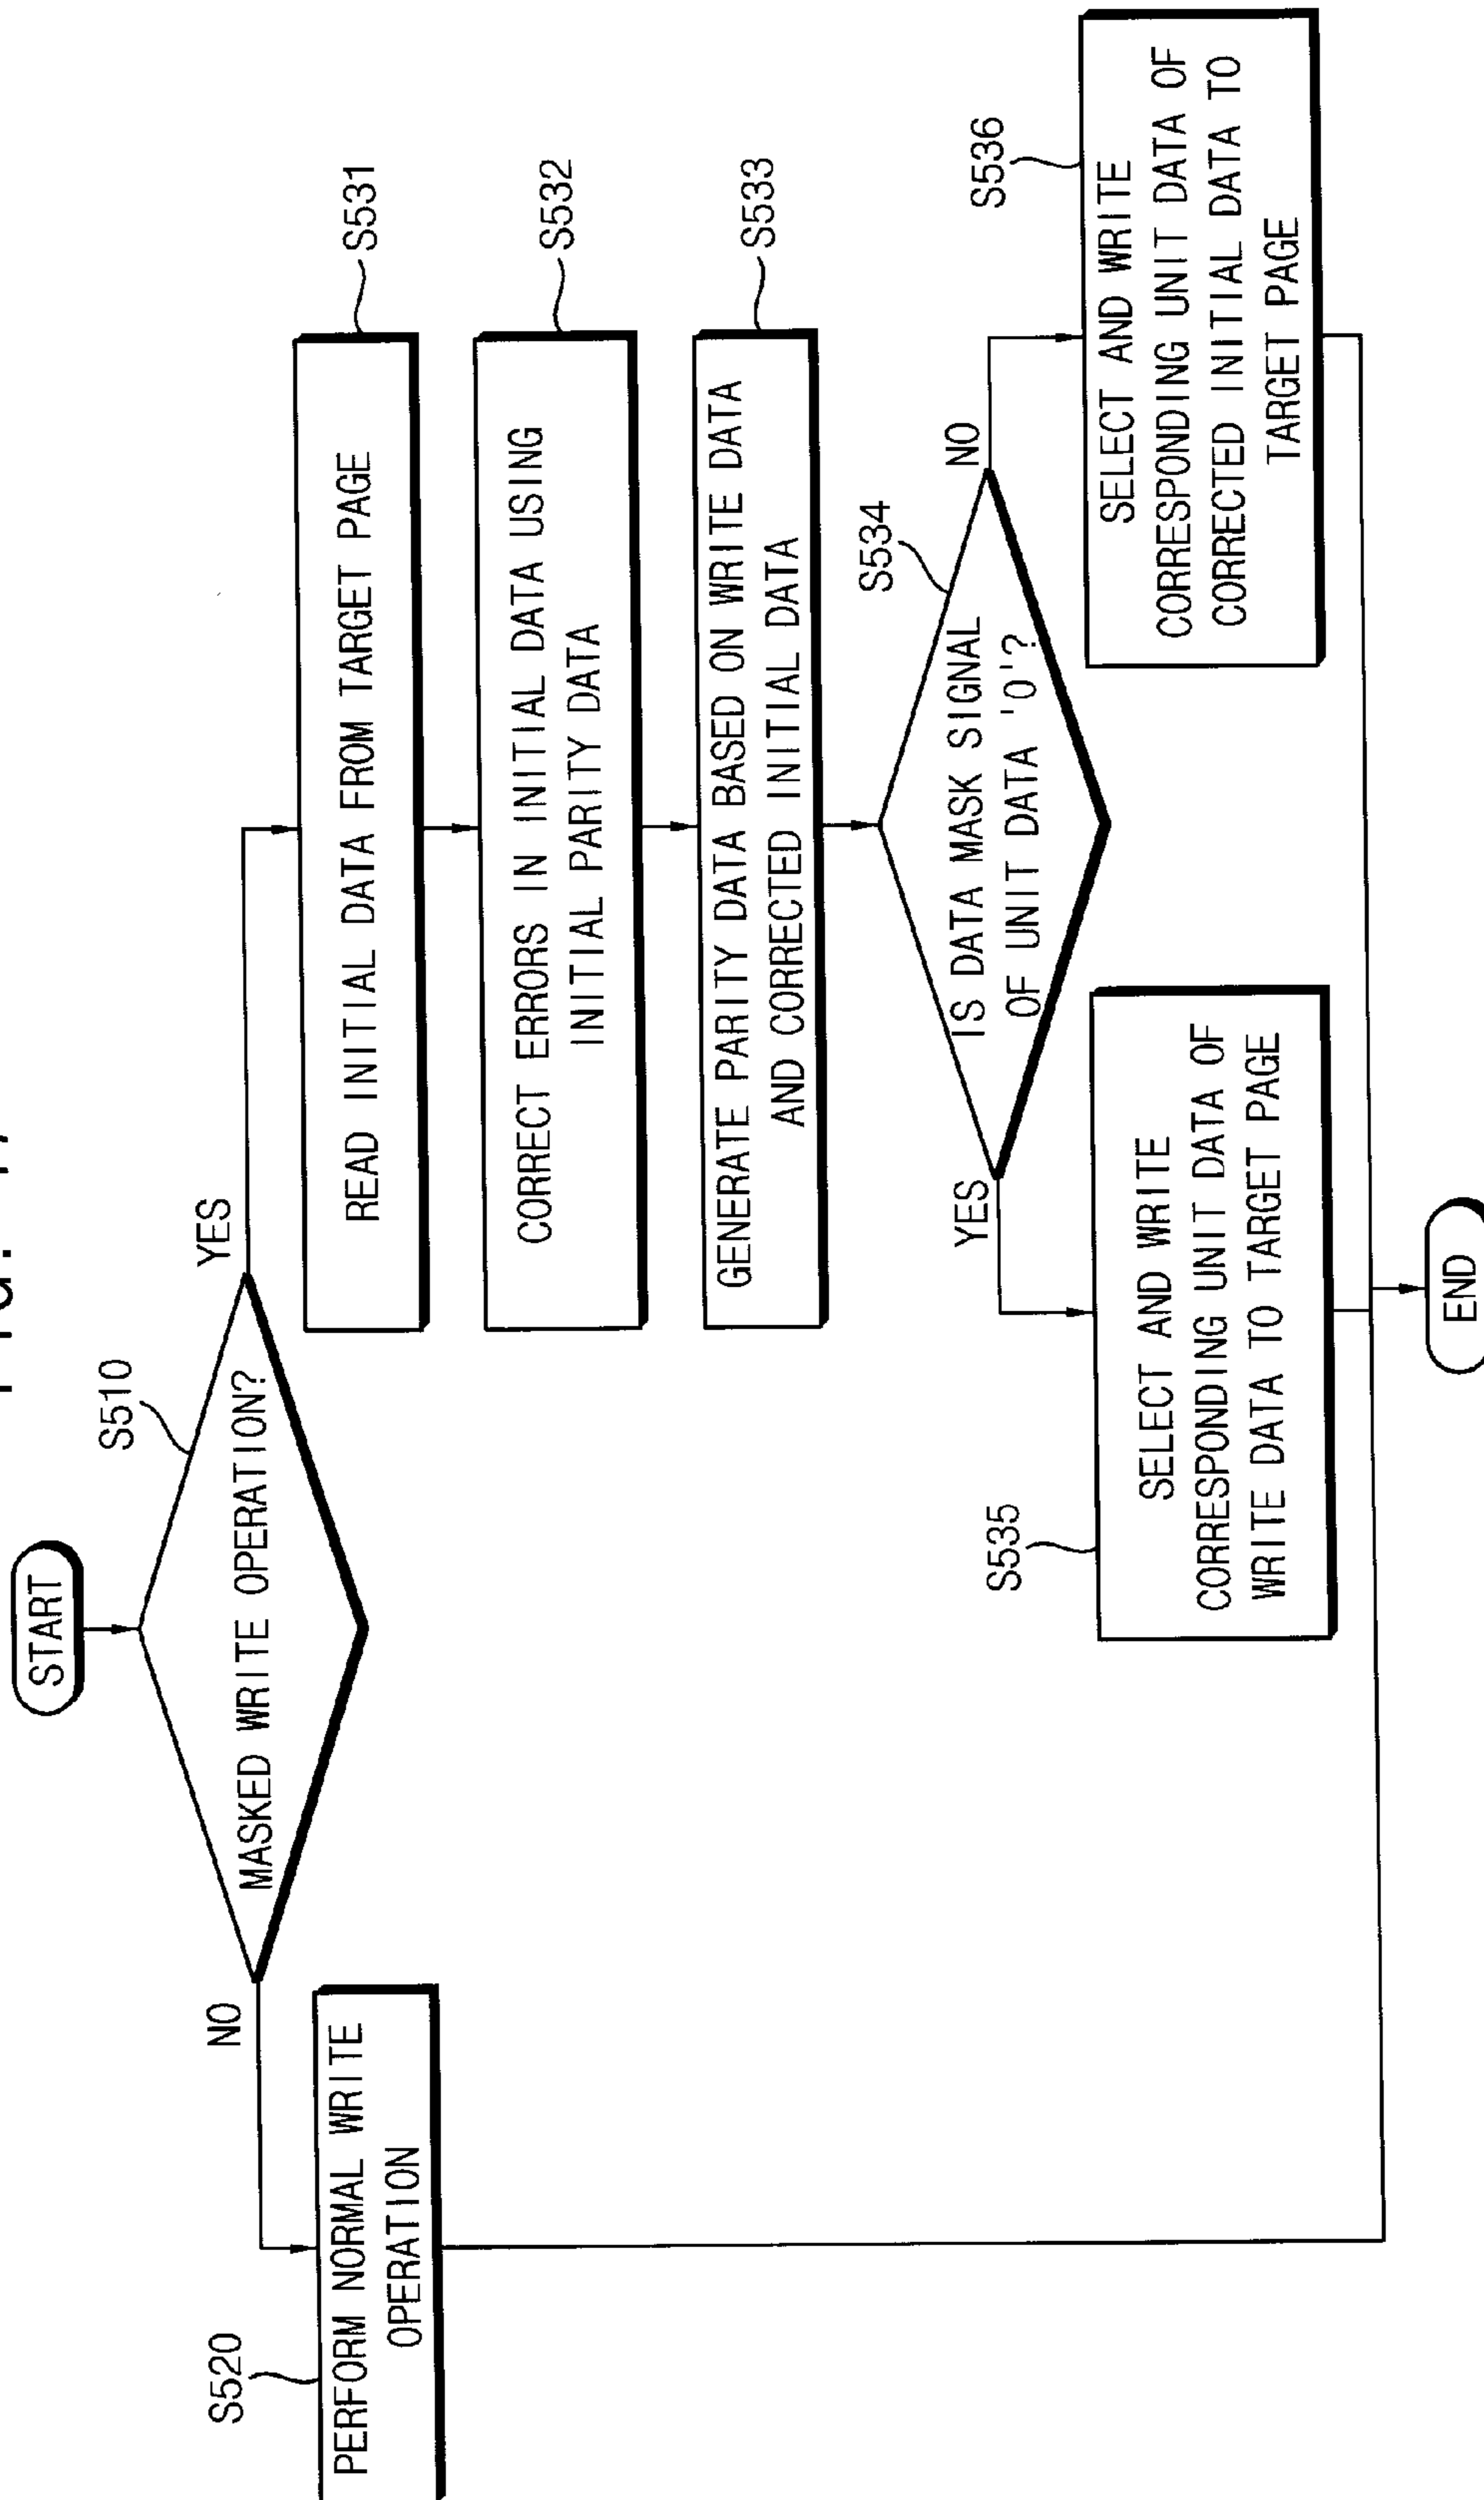 START
S510
MASKED WRITE OPERATION?
NO
YES
S520
PERFORM NORMAL WRITE
OPERATION
READ INITIAL DATA FROM TARGET PAGE
S531
CORRECT ERRORS IN INITIAL DATA USING
INITIAL PARITY DATA
S532
GENERATE PARITY DATA BASED ON WRITE DATA
AND CORRECTED INITIAL DATA
S533
S534
IS DATA MASK SIGNAL
OF UNIT DATA '0'?
YES
NO
S535
SELECT AND WRITE
CORRESPONDING UNIT DATA OF
WRITE DATA TO TARGET PAGE
S536
SELECT AND WRITE
CORRESPONDING UNIT DATA OF
CORRECTED INITIAL DATA TO
TARGET PAGE
END